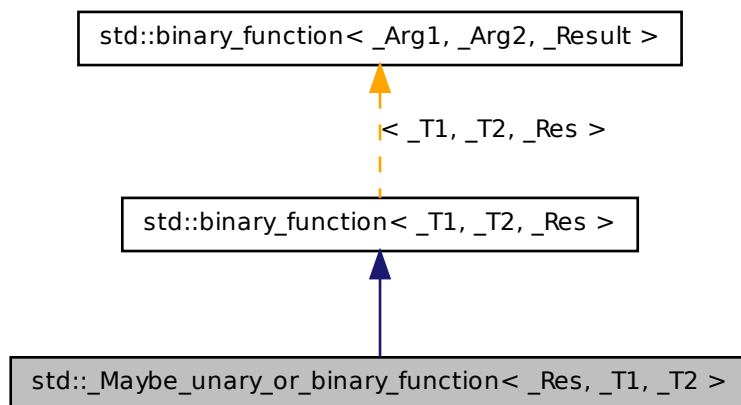 std::binary_function< _Arg1, _Arg2, _Result >
< _T1, _T2, _Res >
std::binary_function< _T1, _T2, _Res >
std::_Maybe_unary_or_binary_function< _Res, _T1, _T2 >